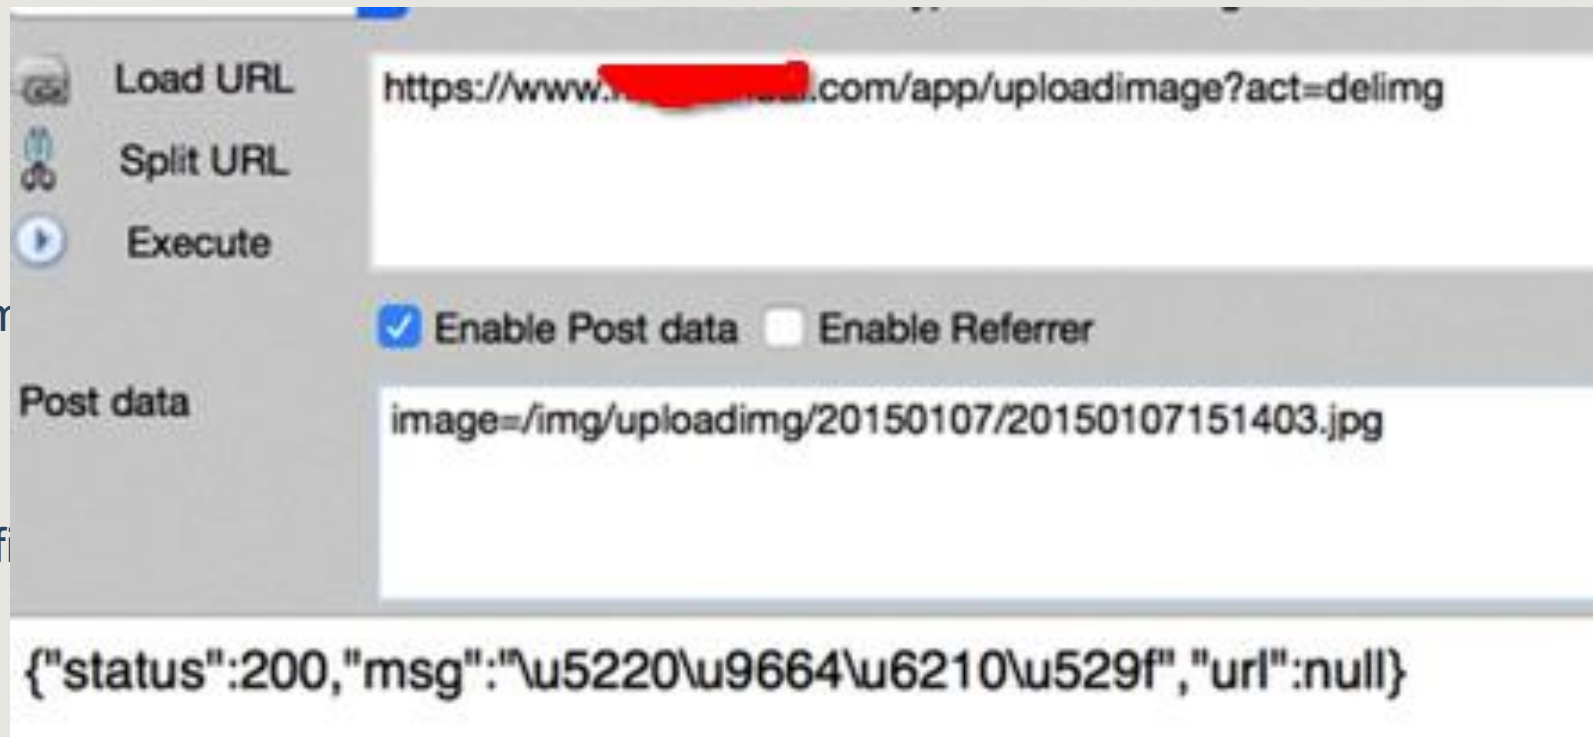 Load URL
https://www. .com/app/uploadimage?act=delimg
Split URL
Execute
Enable Post data Enable Referrer
Post data
image=/img/uploadimg/20150107/20150107151403.jpg
{"status":200,"msg":"\u5220\u9664\u6210\u529f","url":null}